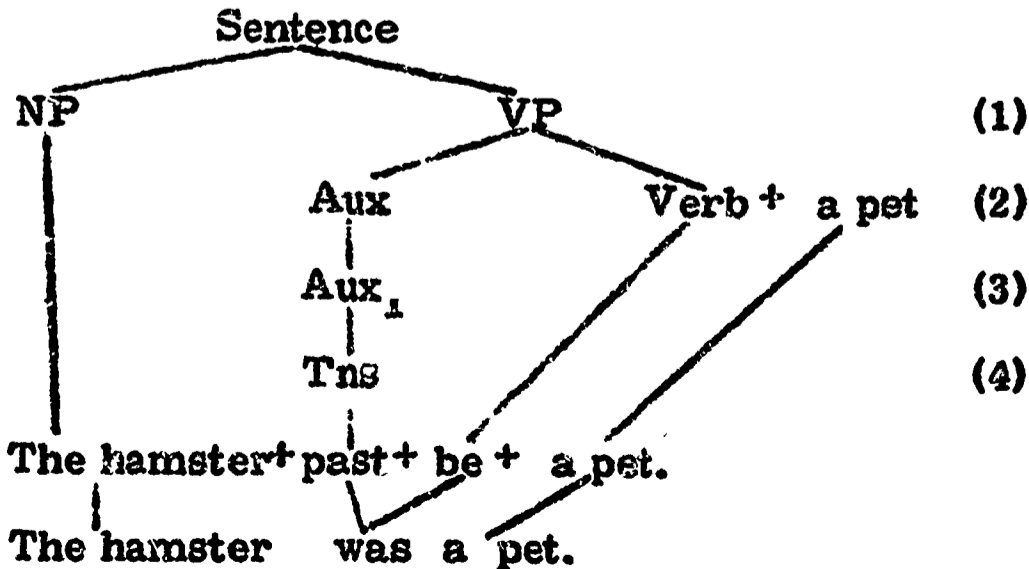 Sentence
NP VP (1)
Aux Verb + a pet (2)
Aux₁ (3)
Tns (4)
The hamster + past + be + a pet.
The hamster was a pet.